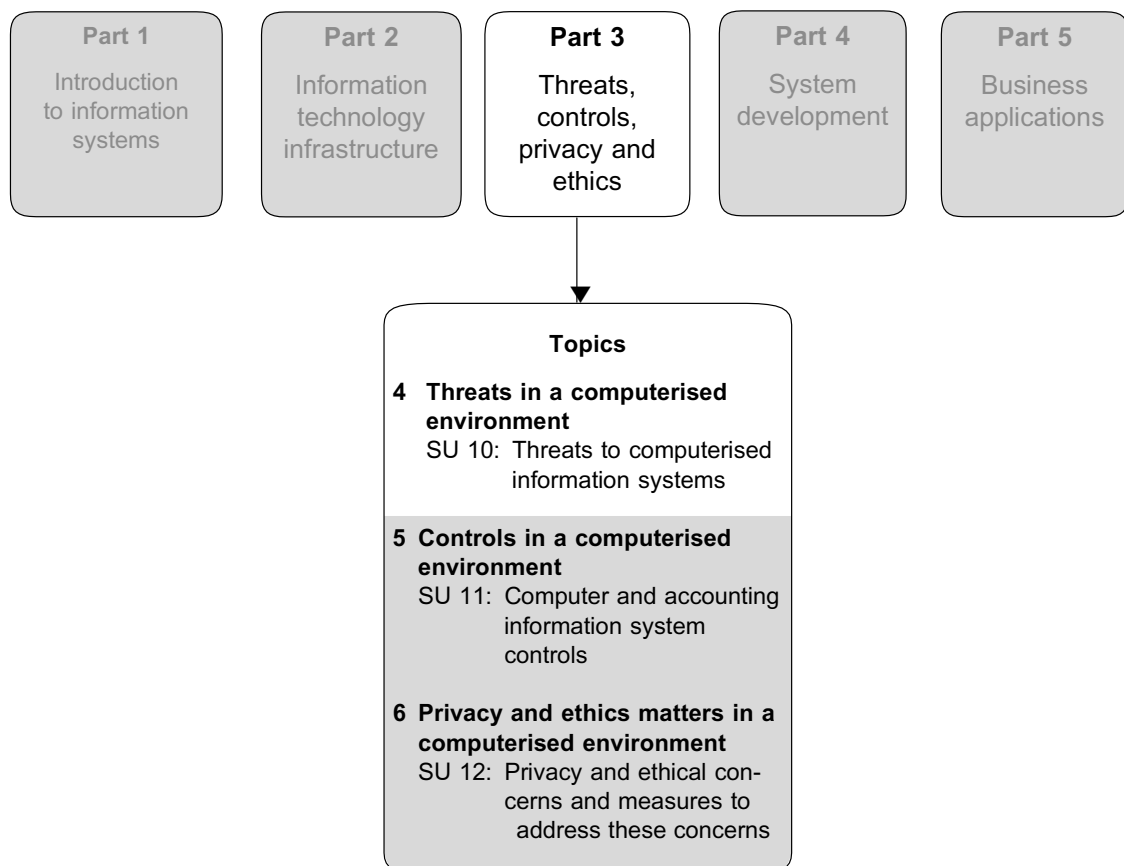 Part 1
Introduction
to information
systems
Part 2
Information
technology
infrastructure
Part 3
Threats,
controls,
privacy and
ethics
Part 4
System
development
Part 5
Business
applications
Topics
4 Threats in a computerised
environment
SU 10: Threats to computerised
information systems
5 Controls in a computerised
environment
SU 11: Computer and accounting
information system
controls
6 Privacy and ethics matters in a
computerised environment
SU 12: Privacy and ethical con-
cerns and measures to
address these concerns